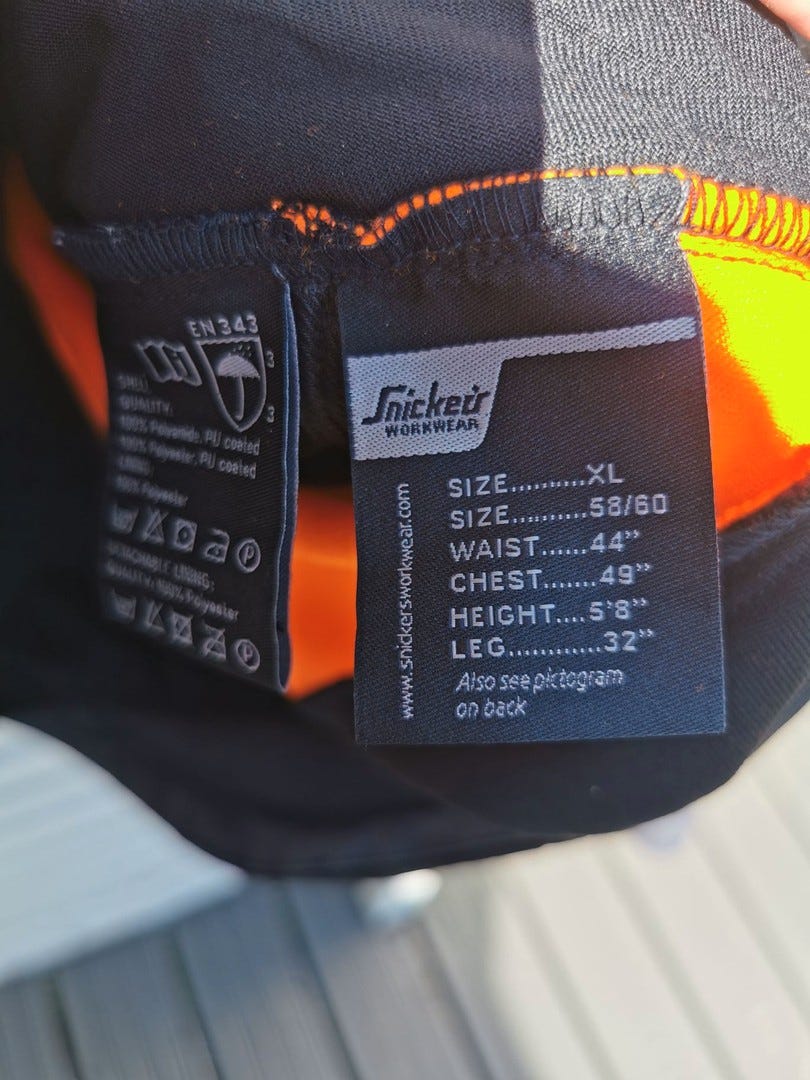 EN343
3
3
SHELL
QUALITY:
100% Polyamide, PU coated
100% Polyester, PU coated
LINING:
100% Polyester
P
DETACHABLE LINING:
QUALITY: 100% Polyester
P
Snickers
WORKWEAR
www.snickersworkwear.com
SIZE..........XL
SIZE..........58/60
WAIST......44"
CHEST.......49"
HEIGHT....5'8"
LEG............32"
Also see pictogram
on back